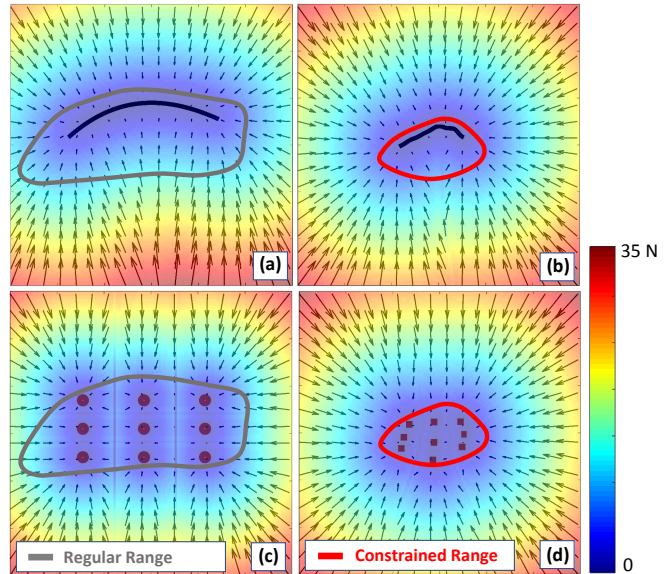 (a)
(b)
35 N
Regular Range
(c)
Constrained Range
(d)
0